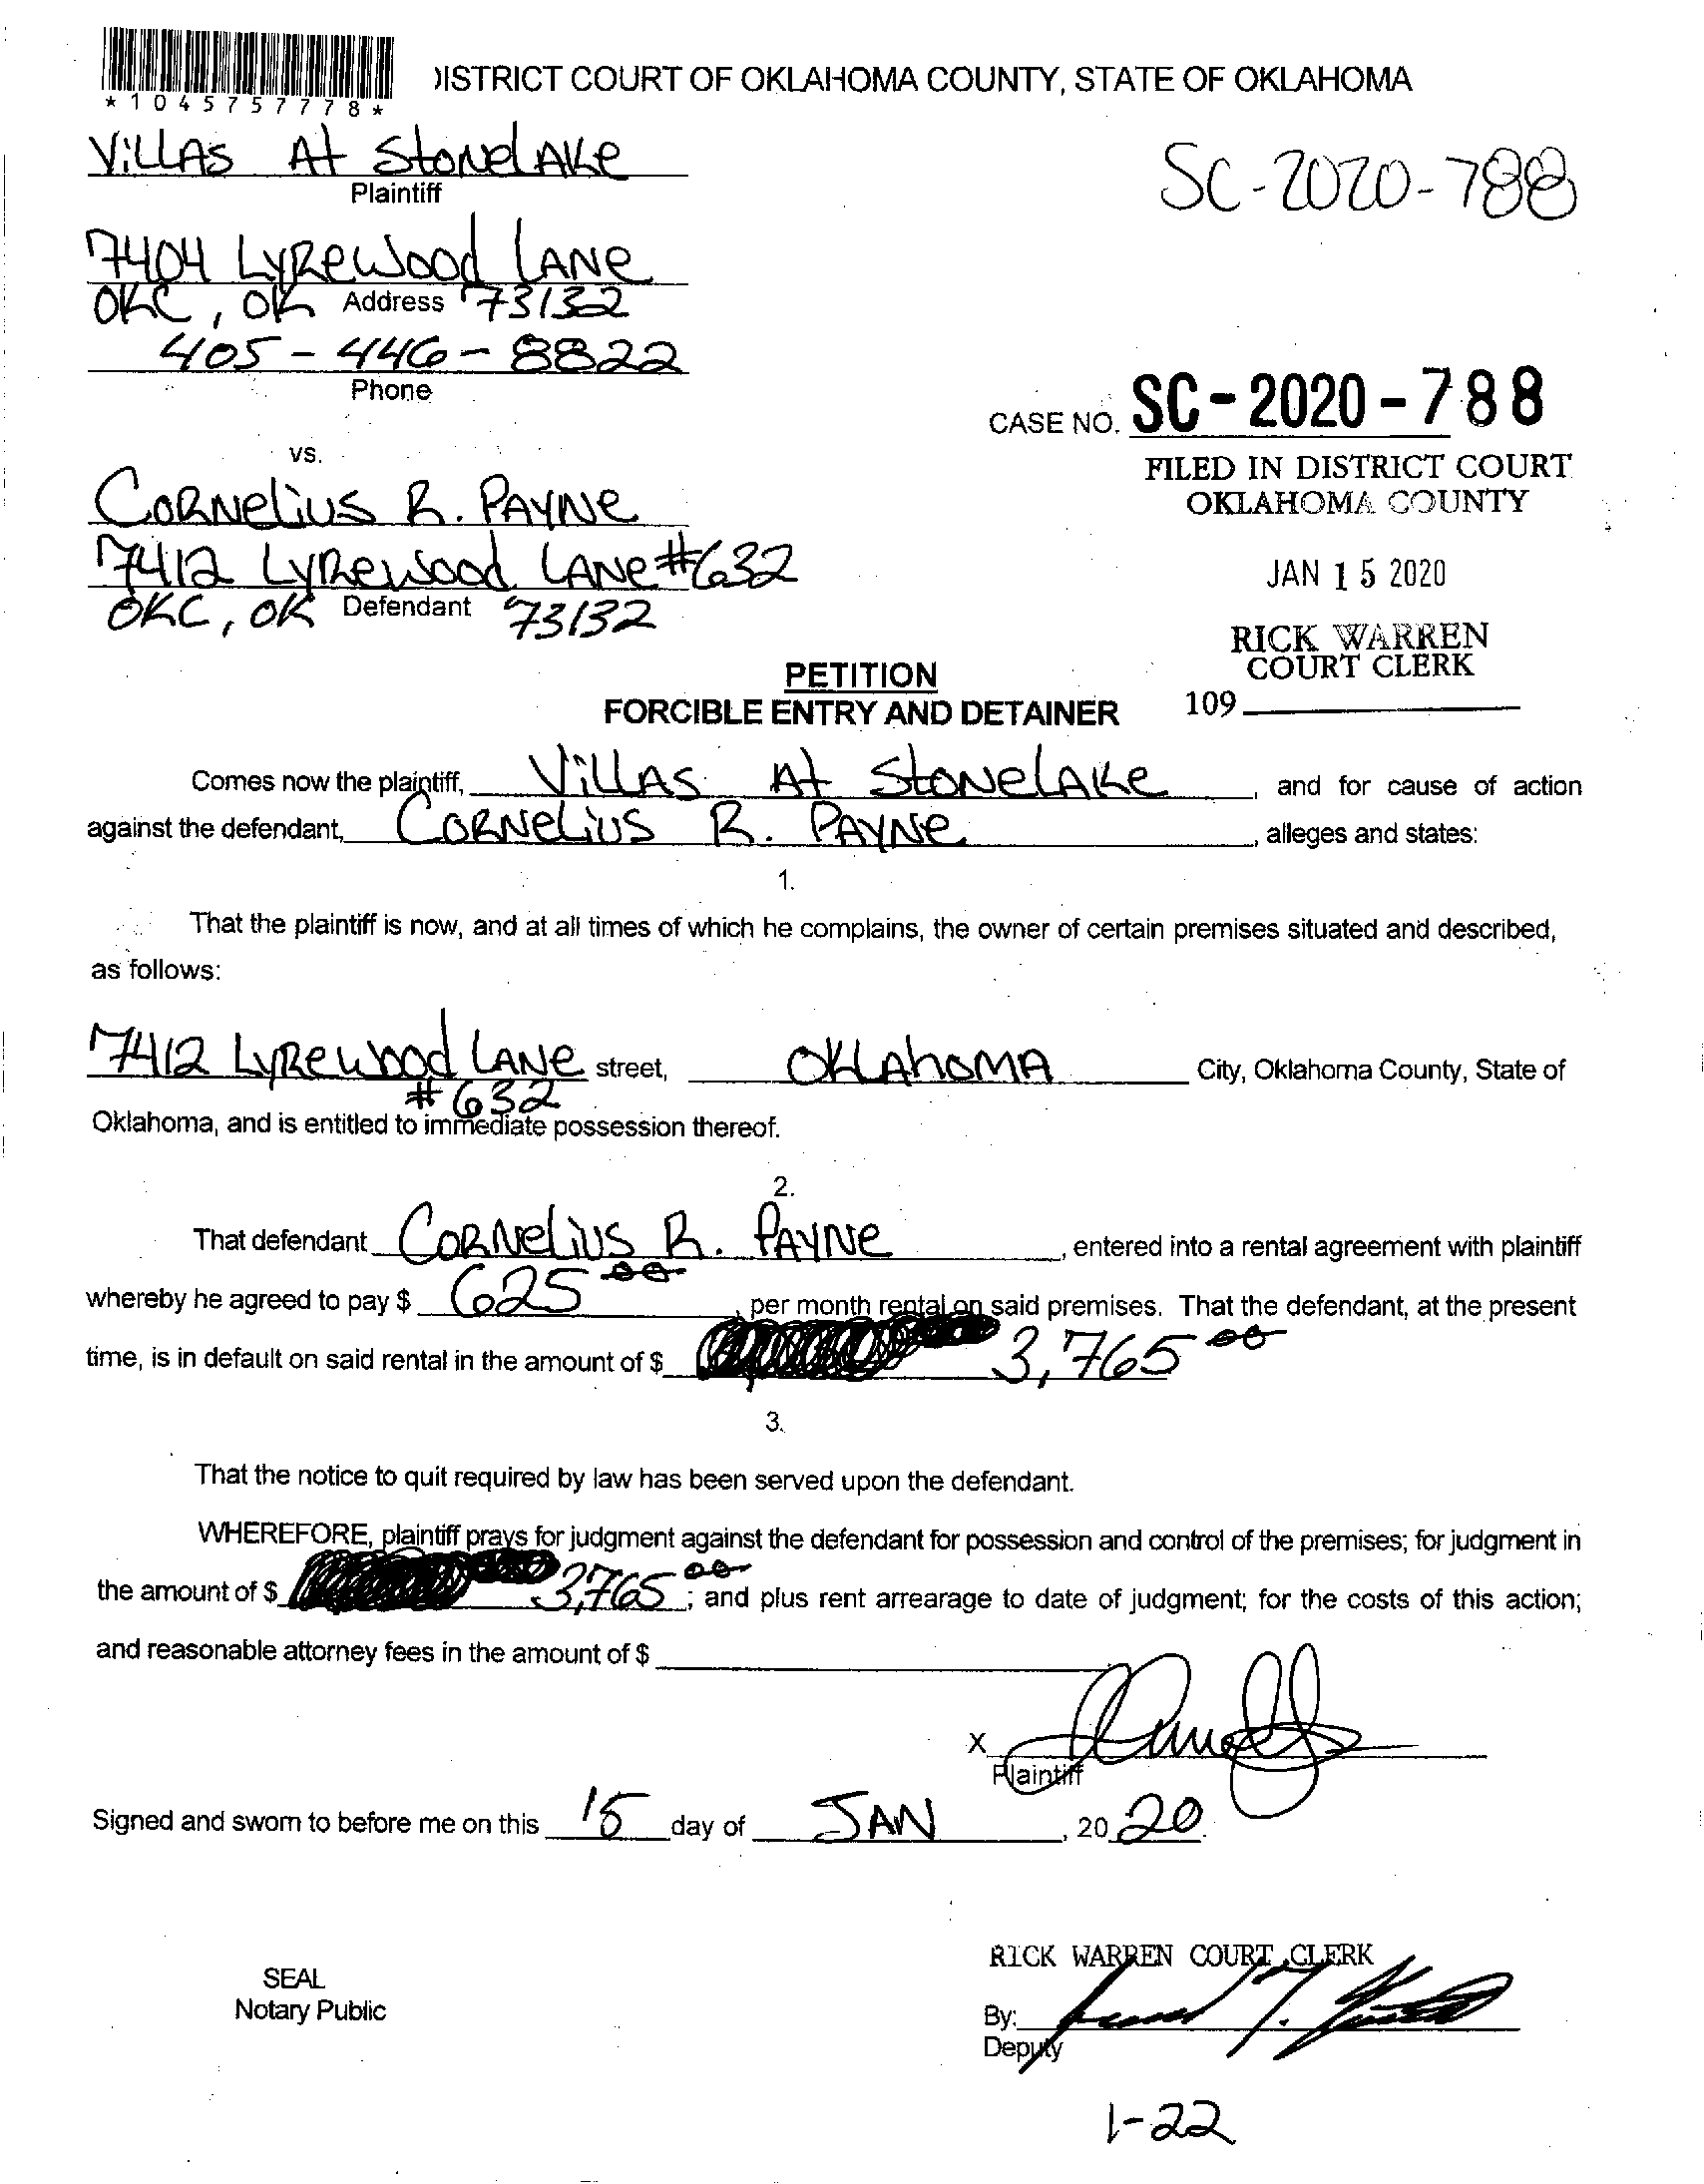 *1045757778*
DISTRICT COURT OF OKLAHOMA COUNTY, STATE OF OKLAHOMA
VILLAS At StoNelAKe
Plaintiff
SC-2020-788
7404 LyRewood LANe
OKC, OK Address 73132
405-446-8822
Phone
CASE NO. SC-2020-788
vs.
FILED IN DISTRICT COURT
OKLAHOMA COUNTY
CORNelius R. PAYNe
7412 LyRewood LANe #632
JAN 15 2020
OKC, OK Defendant 73132
RICK WARREN
COURT CLERK
PETITION
109
FORCIBLE ENTRY AND DETAINER
Comes now the plaintiff, VILLAS At StoNelAKe, and for cause of action
against the defendant, CORNelius R. PAYNe, alleges and states:
1.
That the plaintiff is now, and at all times of which he complains, the owner of certain premises situated and described,
as follows:
7412 LyRewood LANe street, OKLAhOMA City, Oklahoma County, State of
#632
Oklahoma, and is entitled to immediate possession thereof.
2.
That defendant CORNelius R. PAYNe, entered into a rental agreement with plaintiff
whereby he agreed to pay $ 625 00, per month rental on said premises. That the defendant, at the present
time, is in default on said rental in the amount of $ 3,765 00
3.
That the notice to quit required by law has been served upon the defendant.
WHEREFORE, plaintiff prays for judgment against the defendant for possession and control of the premises; for judgment in
the amount of $ 3,765 00; and plus rent arrearage to date of judgment; for the costs of this action;
and reasonable attorney fees in the amount of $
X
Plaintiff
Signed and sworn to before me on this 15 day of JAN, 20 20.
RICK WARREN COURT CLERK
SEAL
Notary Public
By:
Deputy
1-22